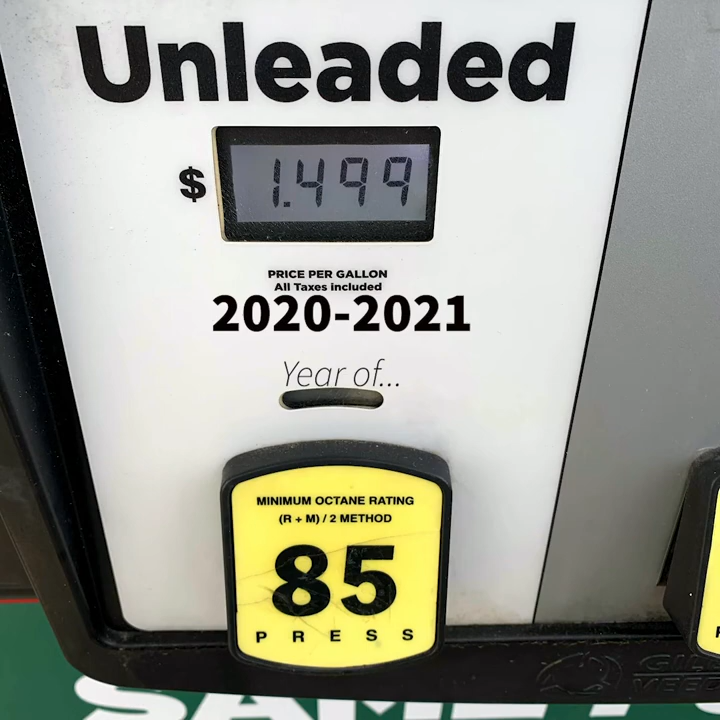 Unleaded
$ 1.499
PRICE PER GALLON
All Taxes included
2020-2021
Year of...
MINIMUM OCTANE RATING
(R + M) / 2 METHOD
85
PRESS